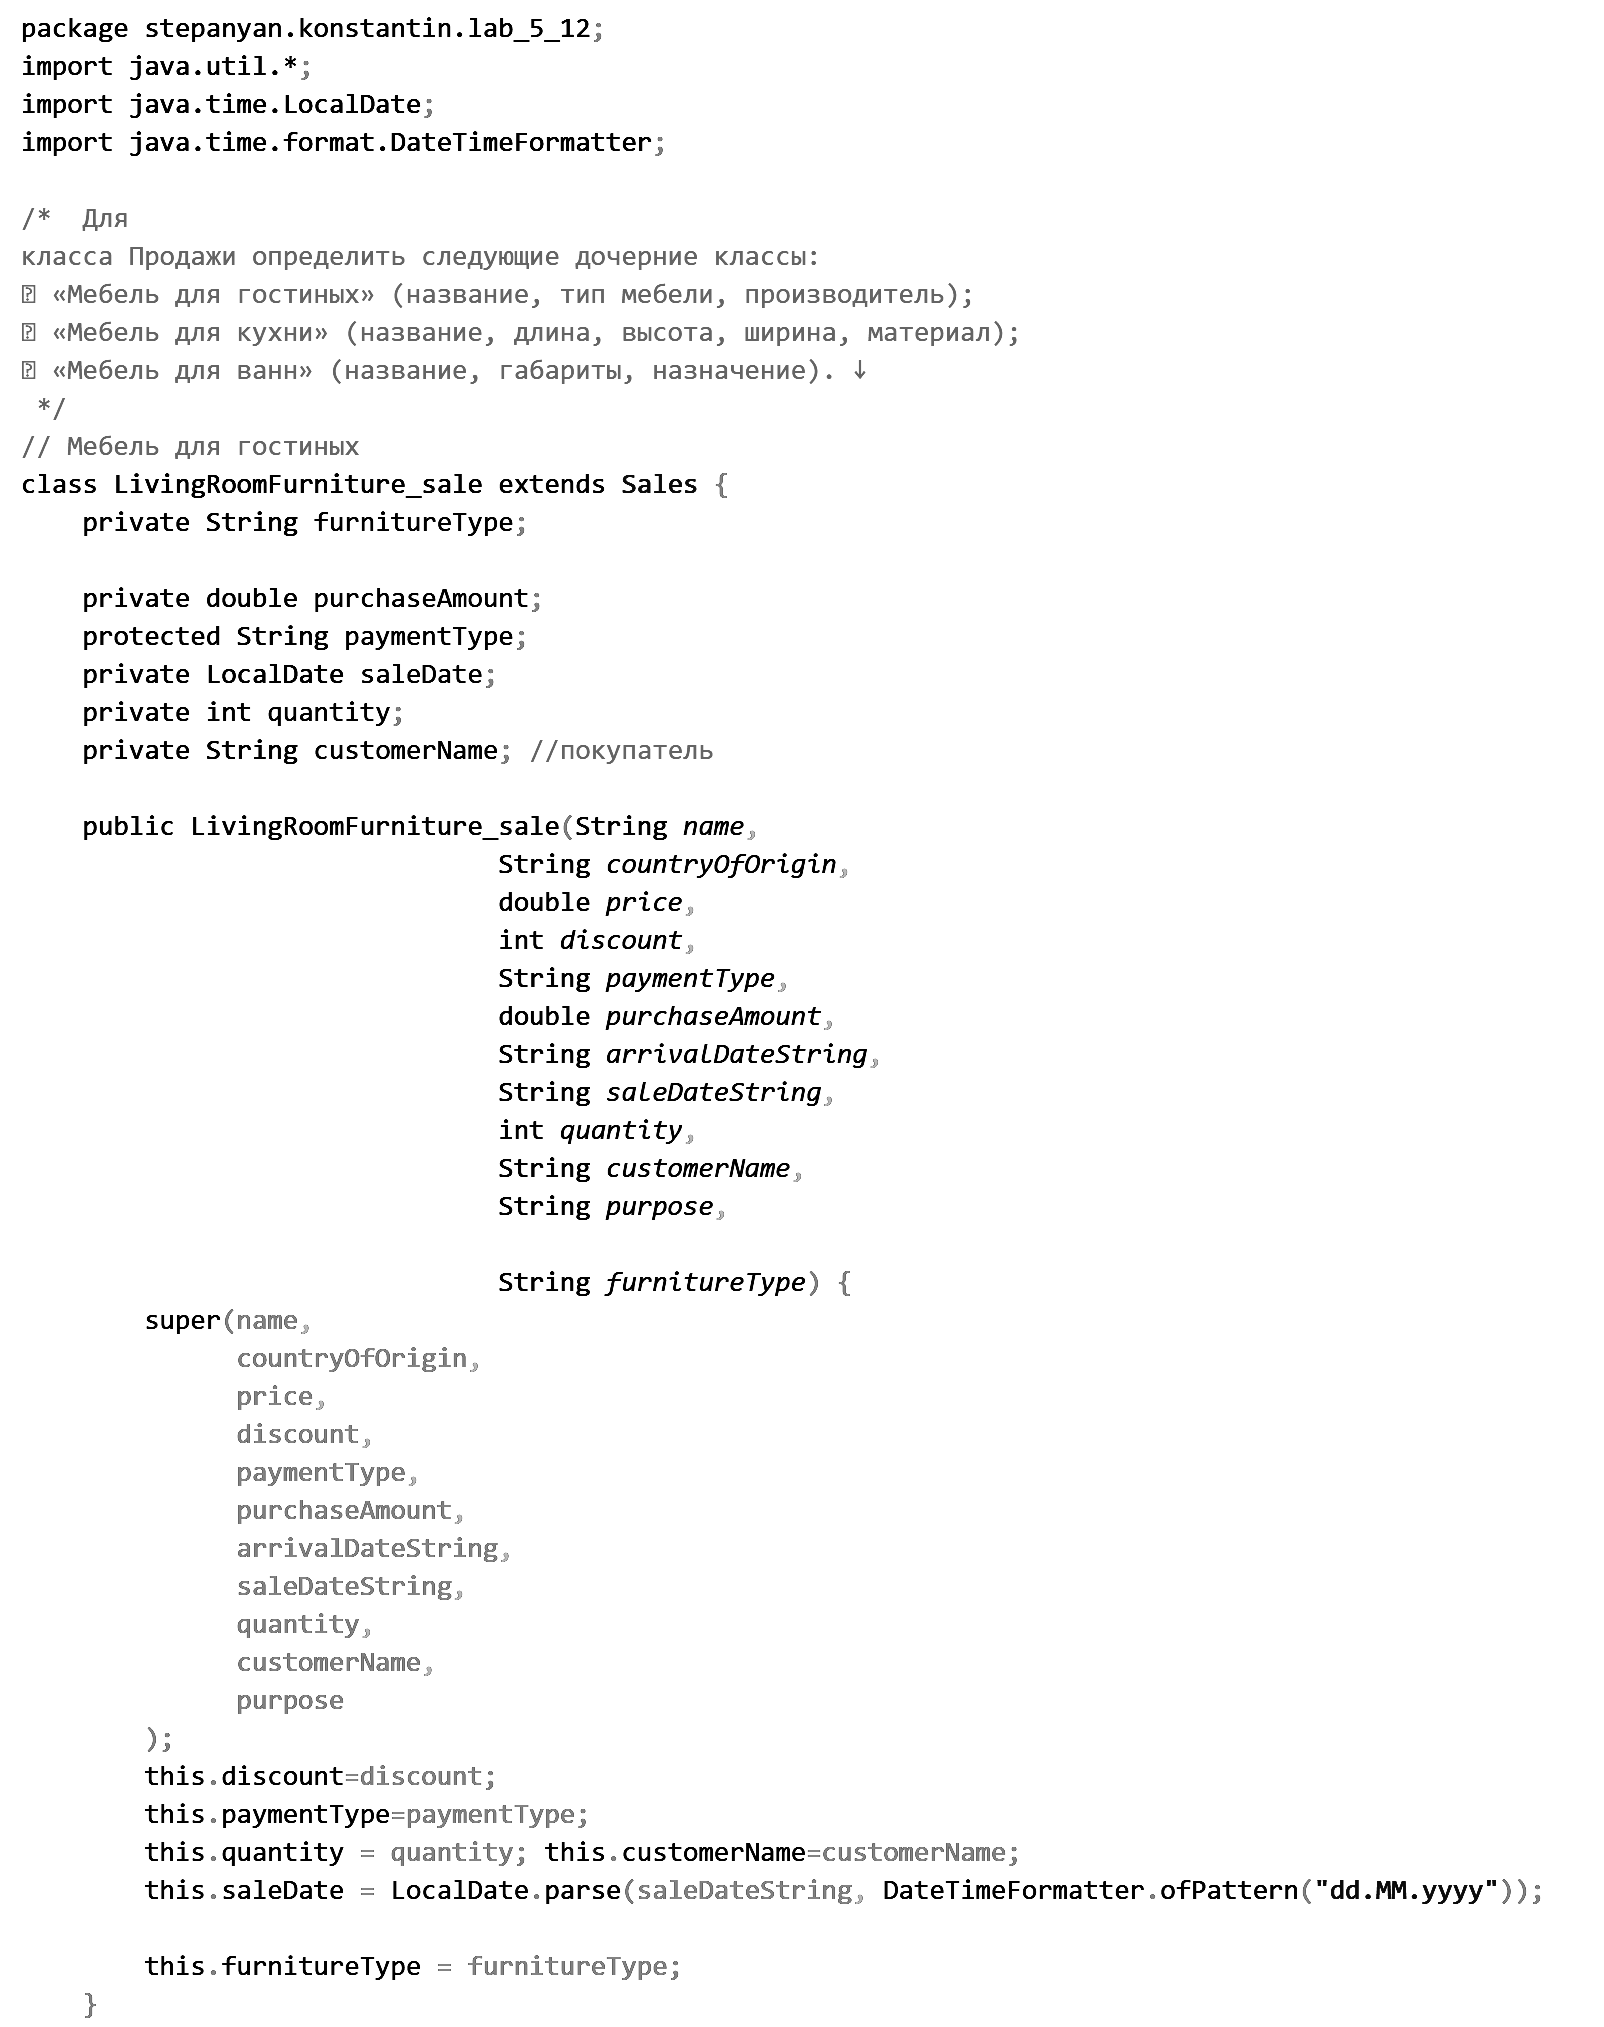 package stepanyan.konstantin.lab_5_12;
import java.util.*;
import java.time.LocalDate;
import java.time.format.DateTimeFormatter;

/*  Для
класса Продажи определить следующие дочерние классы:
⍰ «Мебель для гостиных» (название, тип мебели, производитель);
⍰ «Мебель для кухни» (название, длина, высота, ширина, материал);
⍰ «Мебель для ванн» (название, габариты, назначение). ↓
 */
// Мебель для гостиных
class LivingRoomFurniture_sale extends Sales {
    private String furnitureType;

    private double purchaseAmount;
    protected String paymentType;
    private LocalDate saleDate;
    private int quantity;
    private String customerName; //покупатель

    public LivingRoomFurniture_sale(String name,
                               String countryOfOrigin,
                               double price,
                               int discount,
                               String paymentType,
                               double purchaseAmount,
                               String arrivalDateString,
                               String saleDateString,
                               int quantity,
                               String customerName,
                               String purpose,

                               String furnitureType) {
        super(name,
              countryOfOrigin,
              price,
              discount,
              paymentType,
              purchaseAmount,
              arrivalDateString,
              saleDateString,
              quantity,
              customerName,
              purpose
        );
        this.discount=discount;
        this.paymentType=paymentType;
        this.quantity = quantity; this.customerName=customerName;
        this.saleDate = LocalDate.parse(saleDateString, DateTimeFormatter.ofPattern("dd.MM.yyyy"));

        this.furnitureType = furnitureType;
    }